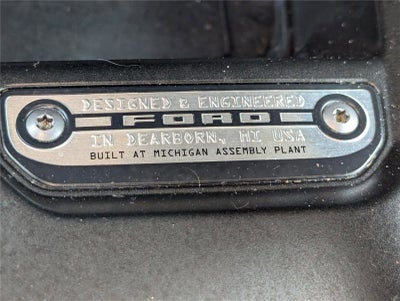 DESIGNED & ENGINEERED
FORD
IN DEARBORN, MI USA
BUILT AT MICHIGAN ASSEMBLY PLANT